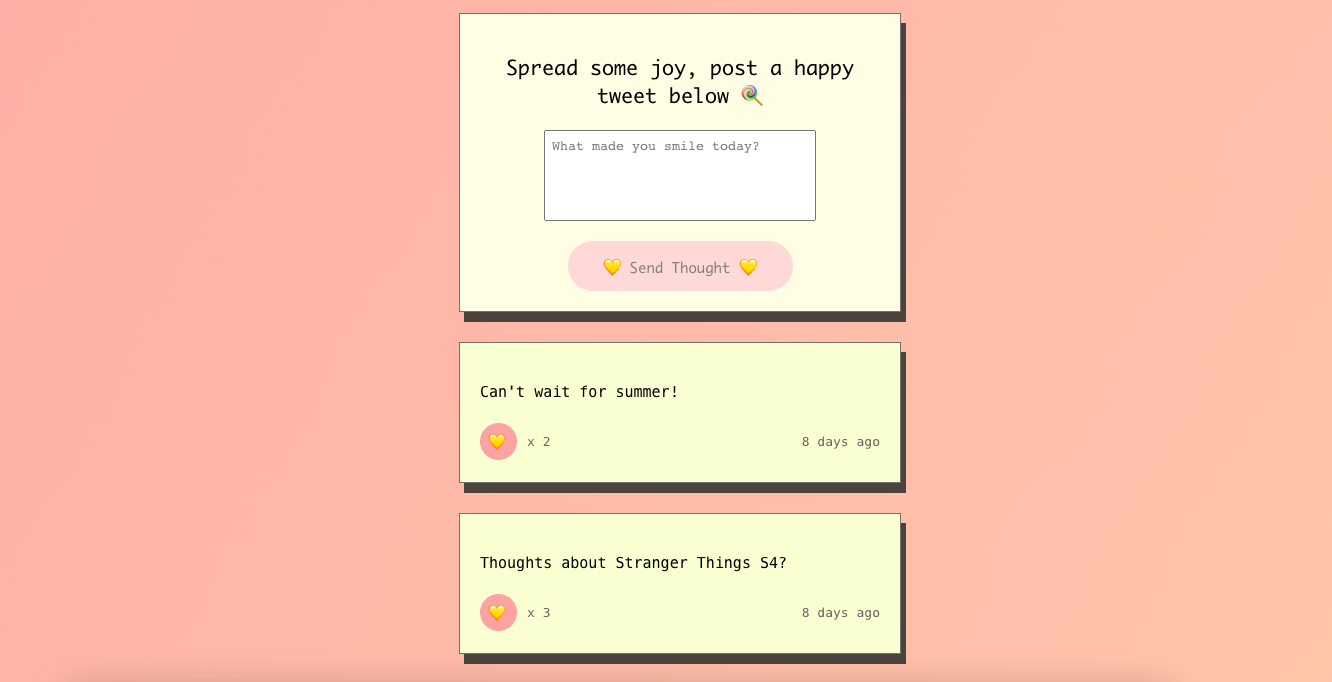 Spread some joy, post a happy
tweet below 🍭
What made you smile today?
💛 Send Thought 💛
Can't wait for summer!
💛 x 2 8 days ago
Thoughts about Stranger Things S4?
💛 x 3 8 days ago